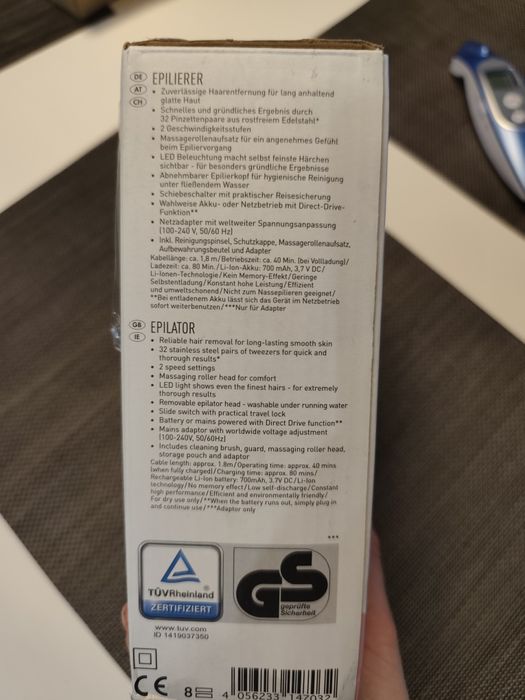 DE AT CH EPILIERER
• Zuverlässige Haarentfernung für lang anhaltend
glatte Haut
• Schnelles und gründliches Ergebnis durch
32 Pinzettenpaare aus rostfreiem Edelstahl*
• 2 Geschwindigkeitsstufen
• Massagerollenaufsatz für ein angenehmes Gefühl
beim Epiliervorgang
• LED Beleuchtung macht selbst feinste Härchen
sichtbar - für besonders gründliche Ergebnisse
• Abnehmbarer Epilierkopf für hygienische Reinigung
unter fließendem Wasser
• Schiebeschalter mit praktischer Reisesicherung
• Wahlweise Akku- oder Netzbetrieb mit Direct-Drive-
Funktion**
• Netzadapter mit weltweiter Spannungsanpassung
(100-240 V, 50/60 Hz)
• Inkl. Reinigungspinsel, Schutzkappe, Massagerollenaufsatz,
Aufbewahrungsbeutel und Adapter
Kabellänge: ca. 1,8 m/Betriebszeit: ca. 40 Min. (bei Vollladung)/
Ladezeit: ca. 80 Min./Li-Ion-Akku: 700 mAh, 3,7 V DC/
Li-Ionen-Technologie/Kein Memory-Effekt/Geringe
Selbstentladung/Konstant hohe Leistung/Effizient
und umweltschonend/Nicht zum Nassepilieren geeignet/
**Bei entladenem Akku lässt sich das Gerät im Netzbetrieb
sofort weiterbenutzen/***Nur für Adapter
GB IE EPILATOR
• Reliable hair removal for long-lasting smooth skin
• 32 stainless steel pairs of tweezers for quick and
thorough results*
• 2 speed settings
• Massaging roller head for comfort
• LED light shows even the finest hairs - for extremely
thorough results
• Removable epilator head - washable under running water
• Slide switch with practical travel lock
• Battery or mains powered with Direct Drive function**
• Mains adaptor with worldwide voltage adjustment
(100-240V, 50/60Hz)
• Includes cleaning brush, guard, massaging roller head,
storage pouch and adaptor
Cable length: approx. 1.8m/Operating time: approx. 40 mins
(when fully charged)/Charging time: approx. 80 mins/
Rechargeable Li-Ion battery: 700mAh, 3.7V DC/Li-Ion
technology/No memory effect/Low self-discharge/Constant
high performance/Efficient and environmentally friendly/
For dry use only/**When the battery runs out, simply plug in
and continue use/***Adaptor only
***
TÜVRheinland®
ZERTIFIZIERT
GS
geprüfte
Sicherheit
www.tuv.com
ID 1419037350
CE 8
4 056233 147032